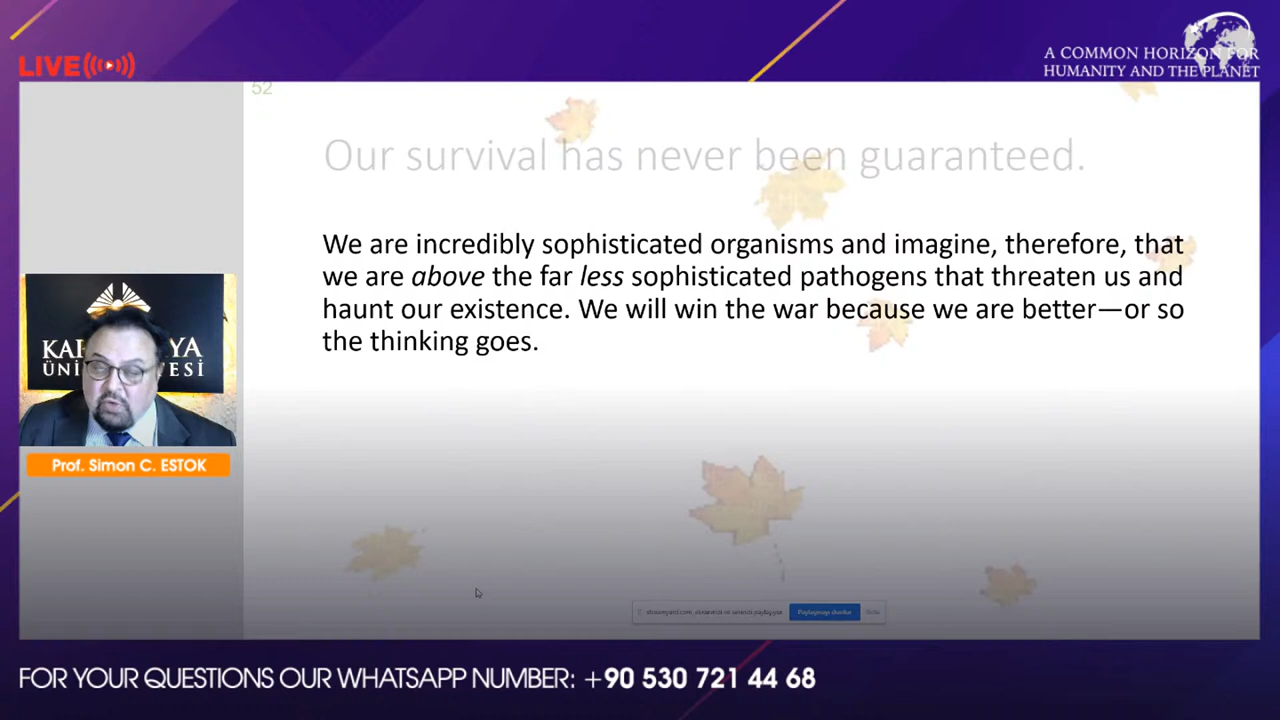 LIVE
A COMMON HORIZON FOR
HUMANITY AND THE PLANET
52
Our survival has never been guaranteed.
We are incredibly sophisticated organisms and imagine, therefore, that
we are above the far less sophisticated pathogens that threaten us and
haunt our existence. We will win the war because we are better—or so
the thinking goes.
Prof. Simon C. ESTOK
FOR YOUR QUESTIONS OUR WHATSAPP NUMBER: +90 530 721 44 68